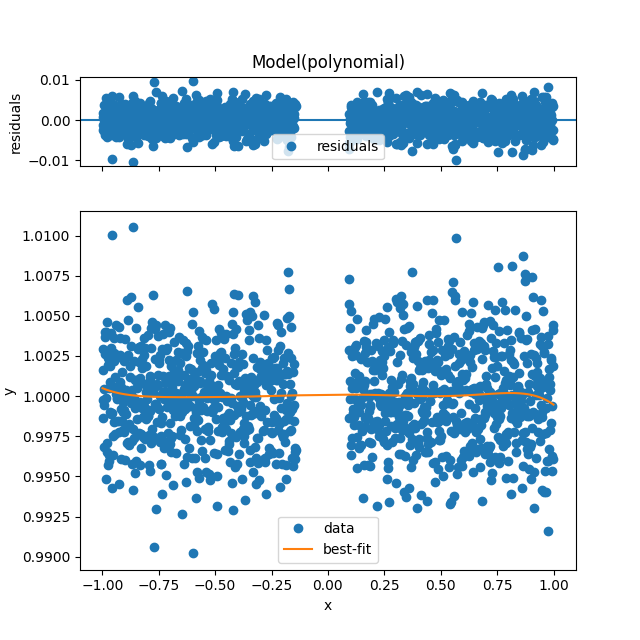 Model(polynomial)
0.01
0.00
−0.01
residuals
residuals
1.0100
1.0075
1.0050
1.0025
1.0000
0.9975
0.9950
0.9925
0.9900
y
data
best-fit
−1.00 −0.75 −0.50 −0.25 0.00 0.25 0.50 0.75 1.00
x